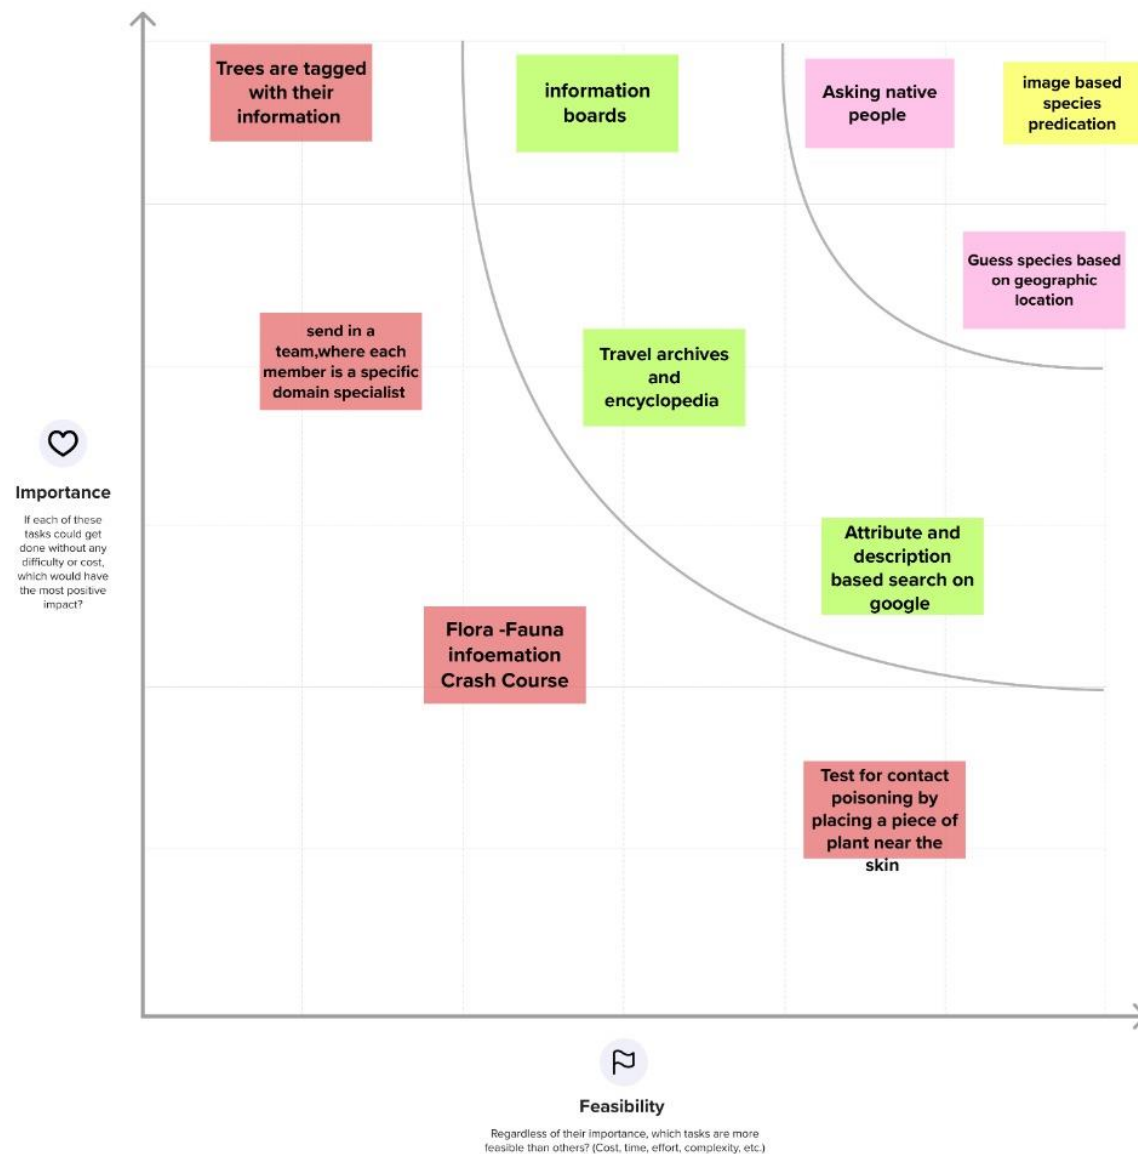 Trees are tagged
with their
information
information
boards
Asking native
people
image based
species
predication
Guess species based
on geographic
location
send in a
team,where each
member is a specific
domain specialist
Travel archives
and
encyclopedia
Attribute and
description
based search on
google
Flora -Fauna
infoemation
Crash Course
Test for contact
poisoning by
placing a piece of
plant near the
skin
Importance
If each of these
tasks could get
done without any
difficulty or cost,
which would have
the most positive
impact?
Feasibility
Regardless of their importance, which tasks are more
feasible than others? (Cost, time, effort, complexity, etc.)